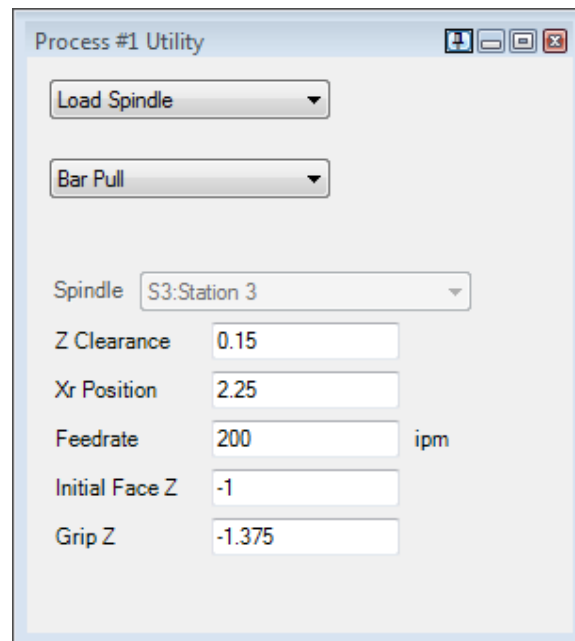 Process #1 Utility
Load Spindle
Bar Pull
Spindle S3:Station 3
Z Clearance 0.15
Xr Position 2.25
Feedrate 200 ipm
Initial Face Z -1
Grip Z -1.375